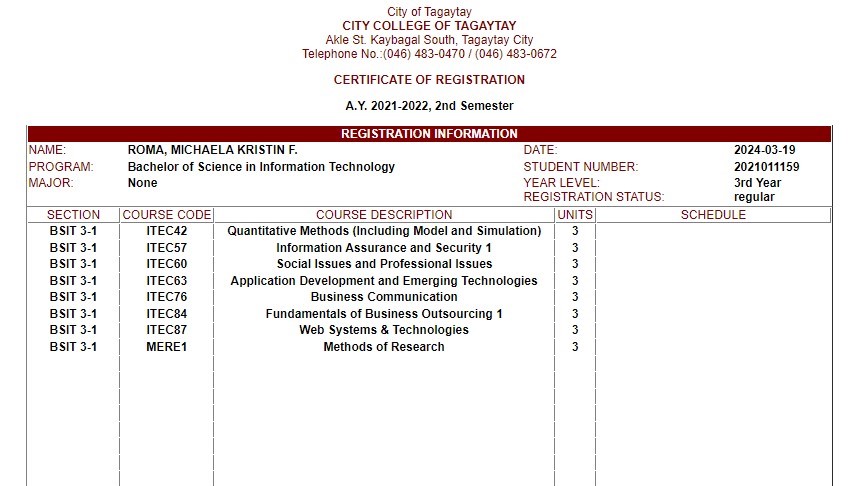 City of Tagaytay
CITY COLLEGE OF TAGAYTAY
Akle St. Kaybagal South, Tagaytay City
Telephone No.:(046) 483-0470 / (046) 483-0672
CERTIFICATE OF REGISTRATION
A.Y. 2021-2022, 2nd Semester
REGISTRATION INFORMATION
NAME: ROMA, MICHAELA KRISTIN F. DATE: 2024-03-19
PROGRAM: Bachelor of Science in Information Technology STUDENT NUMBER: 2021011159
MAJOR: None YEAR LEVEL: 3rd Year
REGISTRATION STATUS: regular
SECTION COURSE CODE COURSE DESCRIPTION UNITS SCHEDULE
BSIT 3-1 ITEC42 Quantitative Methods (Including Model and Simulation) 3
BSIT 3-1 ITEC57 Information Assurance and Security 1 3
BSIT 3-1 ITEC60 Social Issues and Professional Issues 3
BSIT 3-1 ITEC63 Application Development and Emerging Technologies 3
BSIT 3-1 ITEC76 Business Communication 3
BSIT 3-1 ITEC84 Fundamentals of Business Outsourcing 1 3
BSIT 3-1 ITEC87 Web Systems & Technologies 3
BSIT 3-1 MERE1 Methods of Research 3